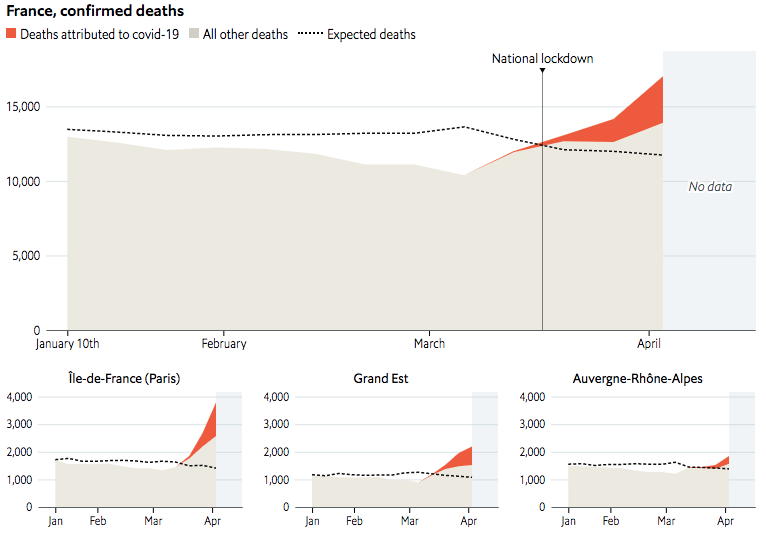 France, confirmed deaths
Deaths attributed to covid-19 All other deaths Expected deaths
National lockdown
15,000
10,000
No data
5,000
0
January 10th February March April
Île-de-France (Paris) Grand Est Auvergne-Rhône-Alpes
4,000 4,000 4,000
3,000 3,000 3,000
2,000 2,000 2,000
1,000 1,000 1,000
0 0 0
Jan Feb Mar Apr Jan Feb Mar Apr Jan Feb Mar Apr